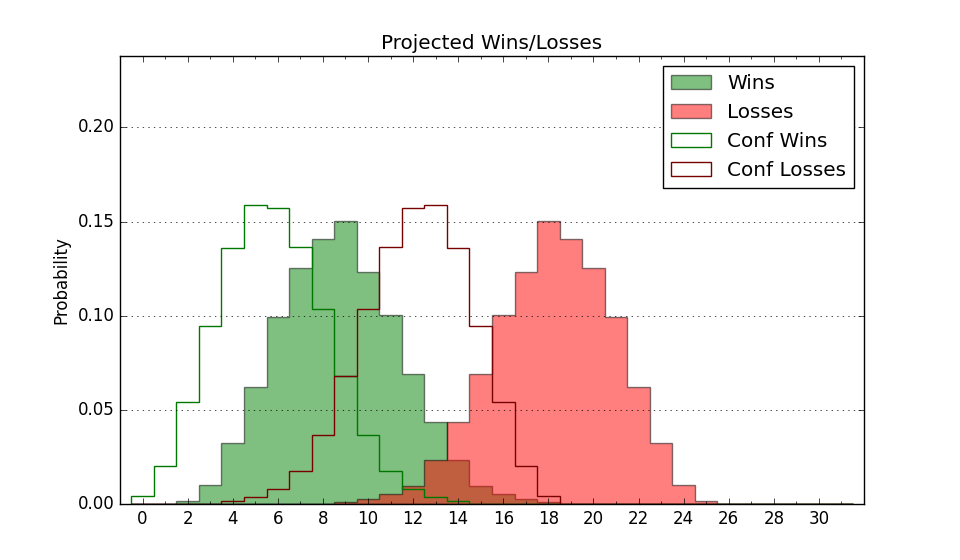 Projected Wins/Losses
Wins
Losses
Conf Wins
Conf Losses
Probability
0.20
0.15
0.10
0.05
0.00
0 2 4 6 8 10 12 14 16 18 20 22 24 26 28 30